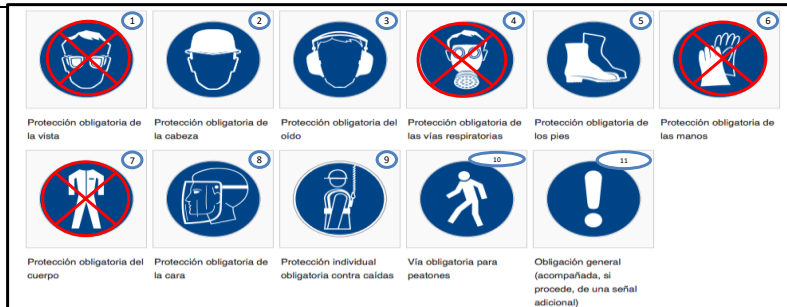 1
2
3
4
5
6
Protección obligatoria de
la vista
Protección obligatoria de
la cabeza
Protección obligatoria del
oído
Protección obligatoria de
las vías respiratorias
Protección obligatoria de
los pies
Protección obligatoria de
las manos
7
8
9
10
11
Protección obligatoria del
cuerpo
Protección obligatoria de
la cara
Protección individual
obligatoria contra caídas
Vía obligatoria para
peatones
Obligación general
(acompañada, si
procede, de una señal
adicional)